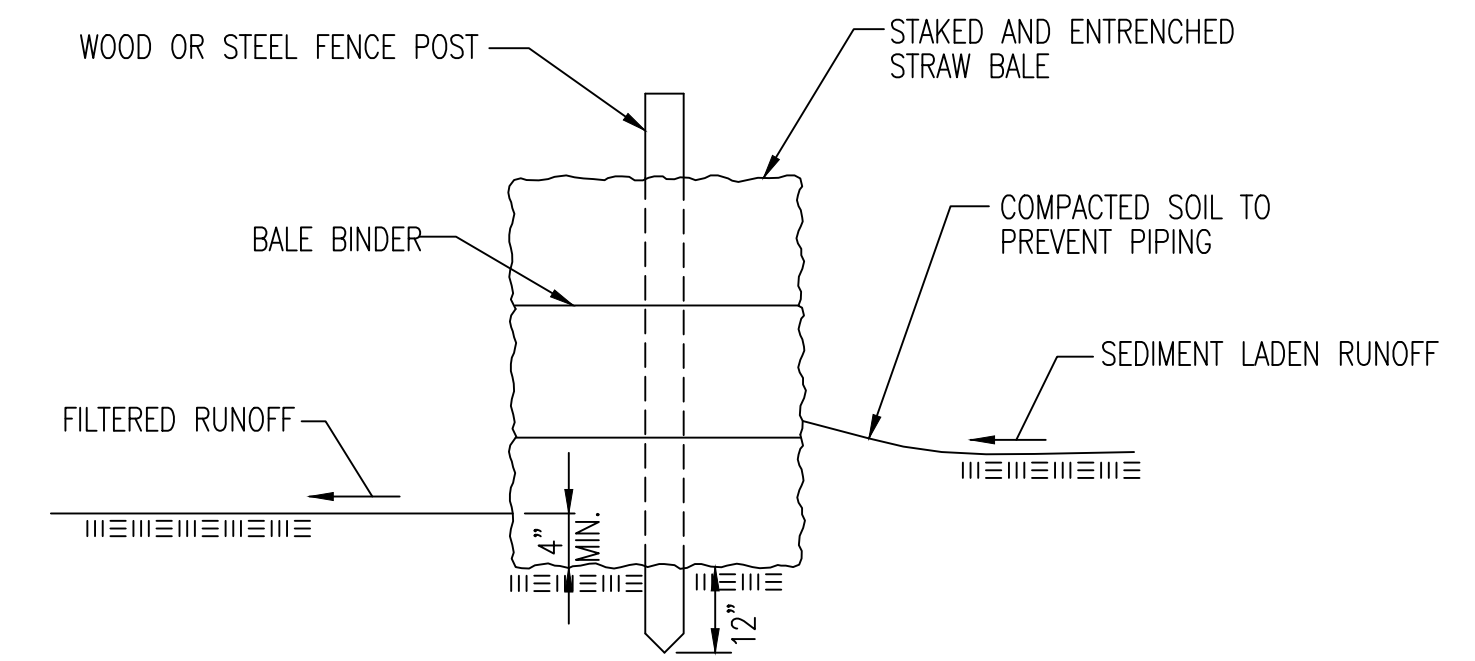 STAKED AND ENTRENCHED
STRAW BALE
WOOD OR STEEL FENCE POST
COMPACTED SOIL TO
PREVENT PIPING
BALE BINDER
SEDIMENT LADEN RUNOFF
FILTERED RUNOFF
4"
MIN.
12"